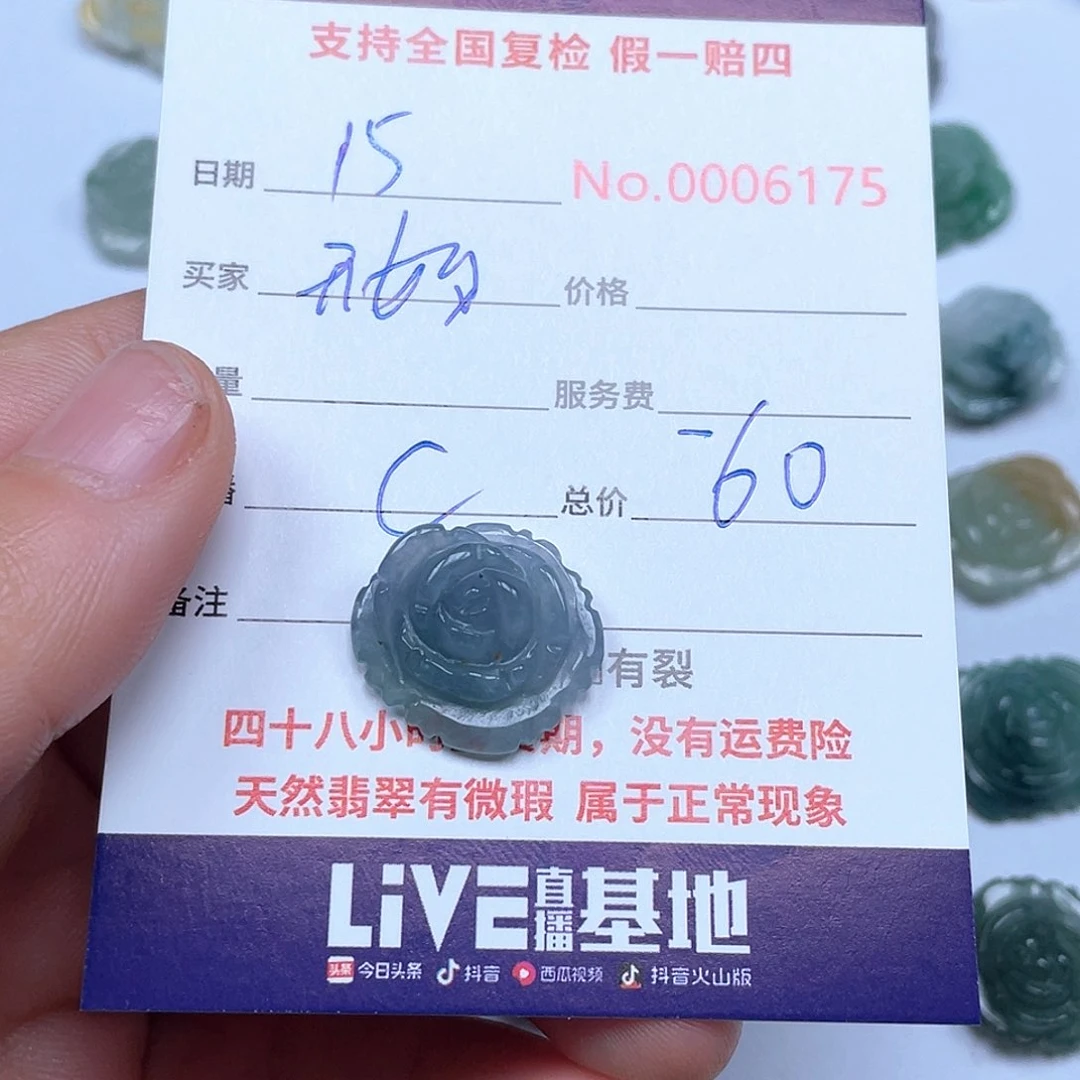 支持全国复检 假一赔四
日期 15 No.0006175
买家 价格
量 服务费
C 总价 -60
备注
有裂
四十八小时 期，没有运费险
天然翡翠有微瑕 属于正常现象
LiVE直播基地
头条 今日头条 抖音 西瓜视频 抖音火山版